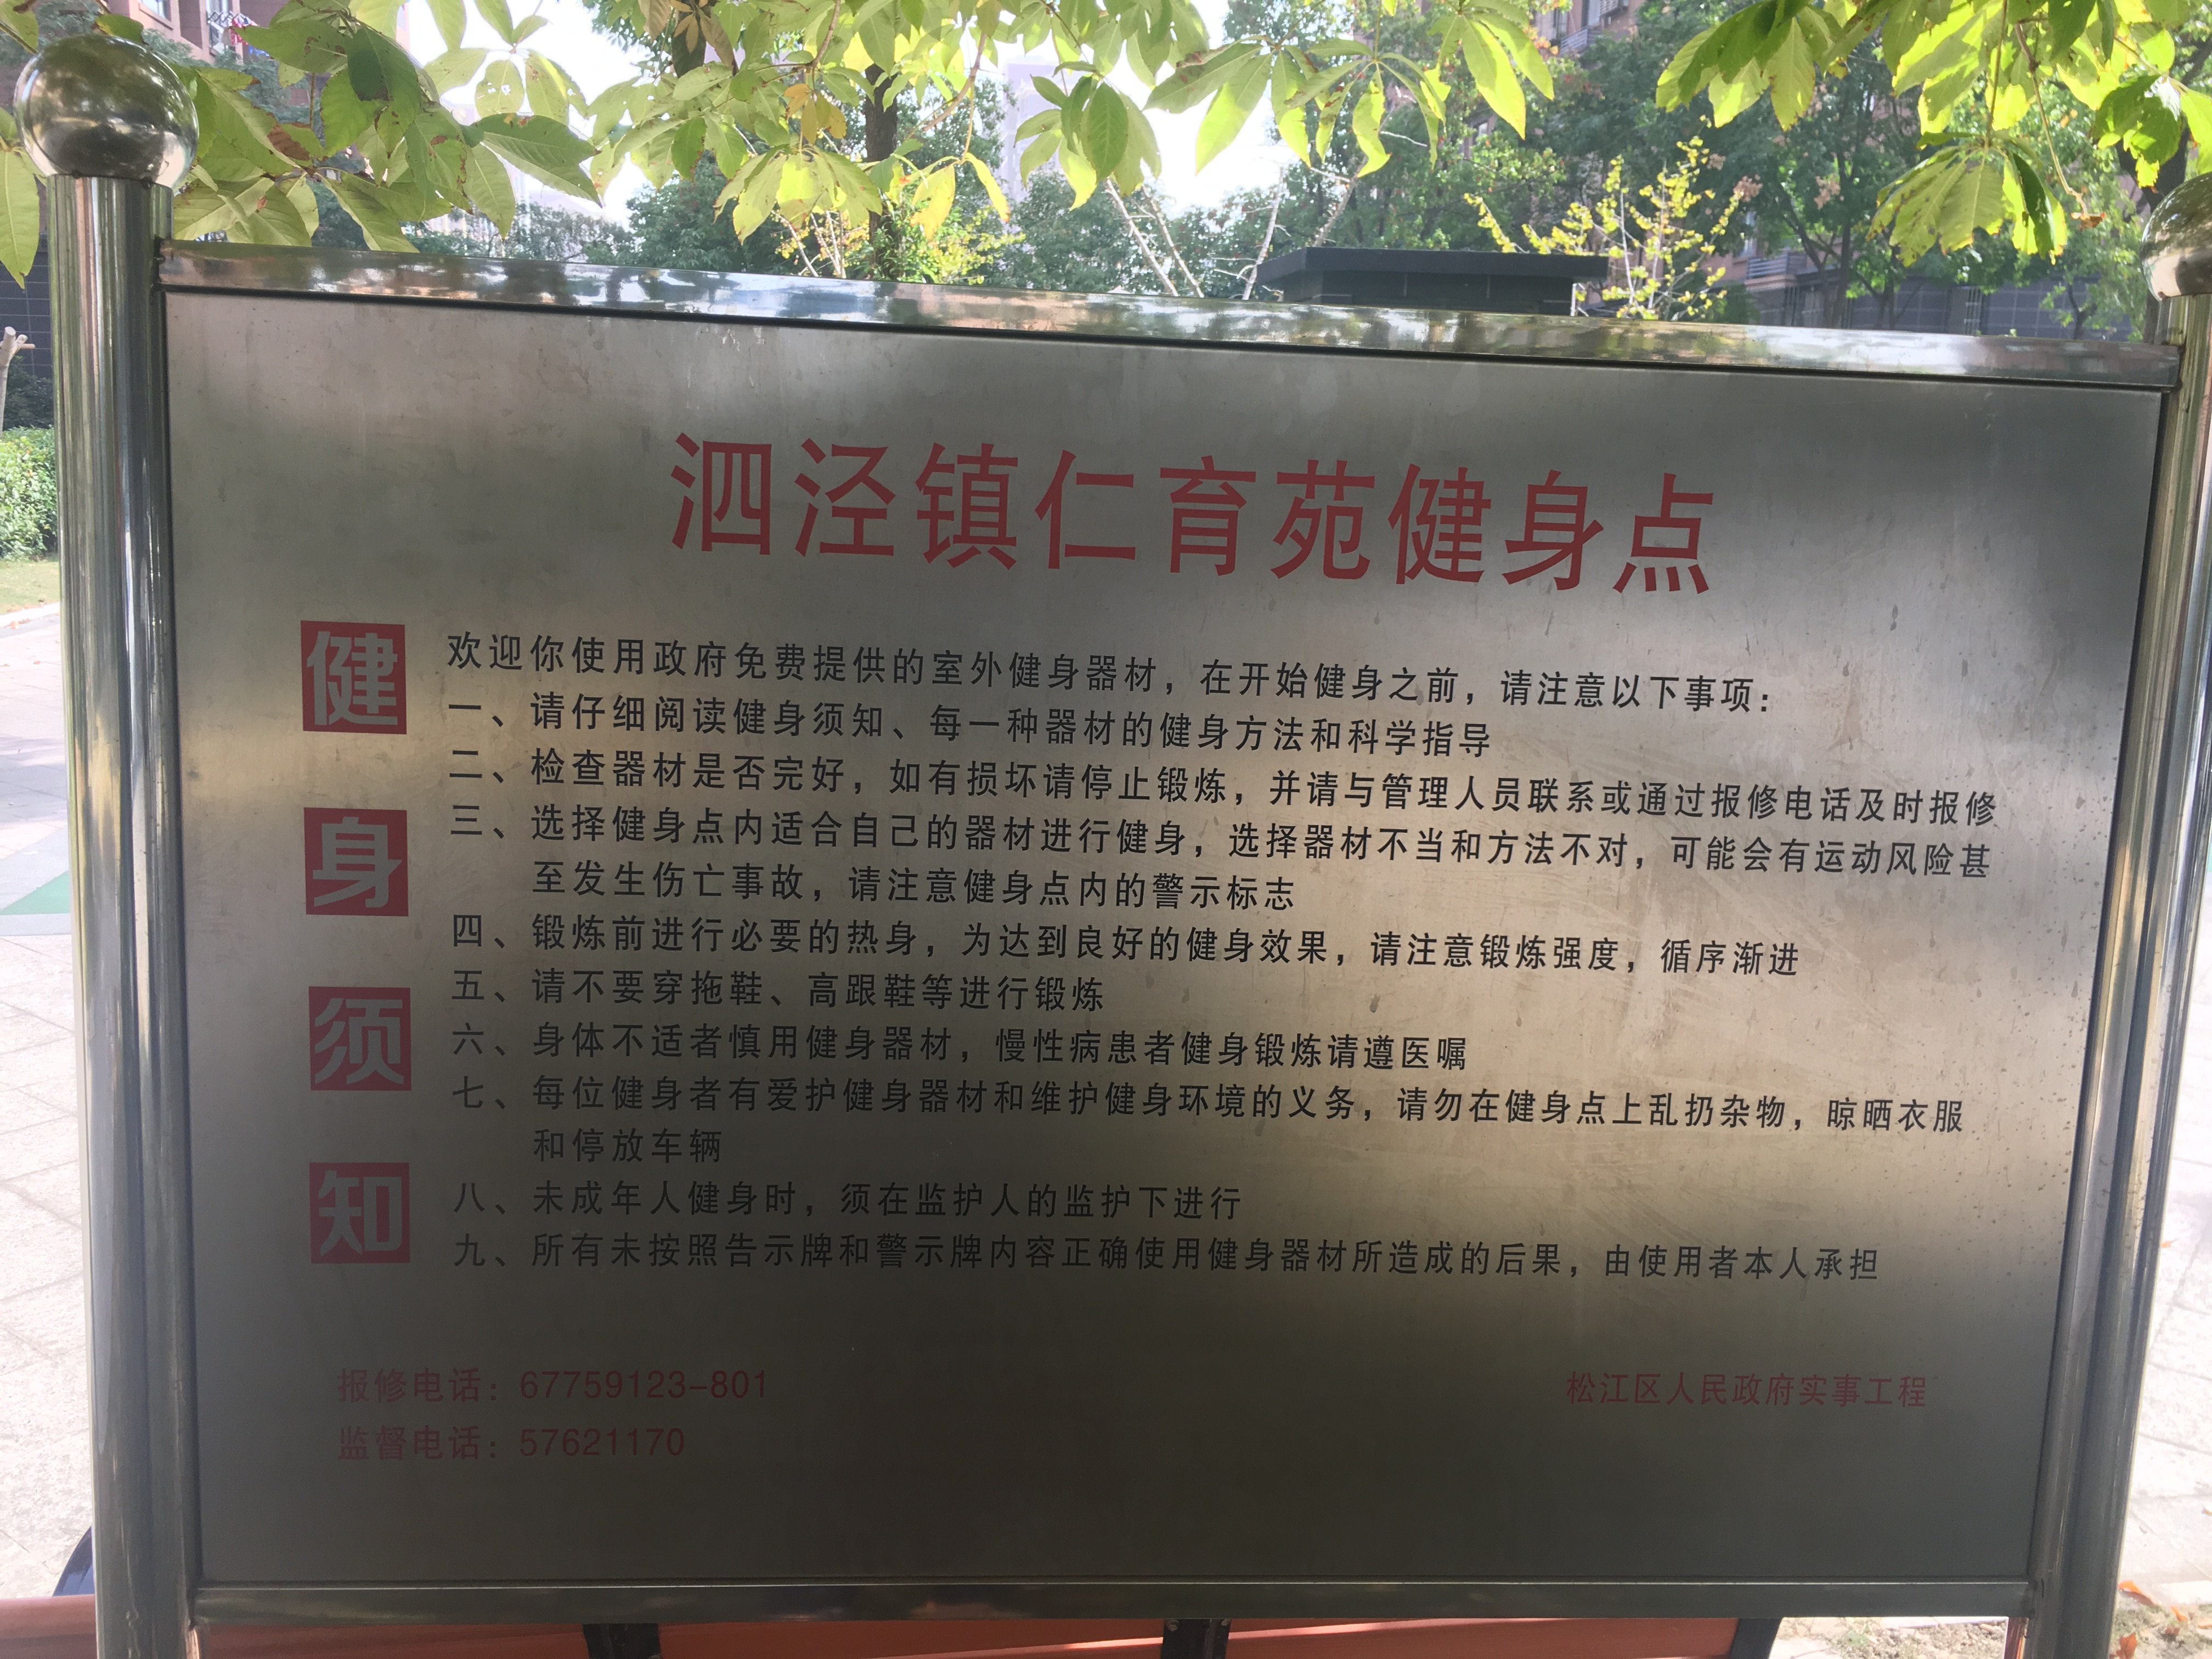 泗泾镇仁育苑健身点
健身须知
欢迎你使用政府免费提供的室外健身器材，在开始健身之前，请注意以下事项：
一、请仔细阅读健身须知、每一种器材的健身方法和科学指导
二、检查器材是否完好，如有损坏请停止锻炼，并请与管理人员联系或通过报修电话及时报修
三、选择健身点内适合自己的器材进行健身，选择器材不当和方法不对，可能会有运动风险甚
至发生伤亡事故，请注意健身点内的警示标志
四、锻炼前进行必要的热身，为达到良好的健身效果，请注意锻炼强度，循序渐进
五、请不要穿拖鞋、高跟鞋等进行锻炼
六、身体不适者慎用健身器材，慢性病患者健身锻炼请遵医嘱
七、每位健身者有爱护健身器材和维护健身环境的义务，请勿在健身点上乱扔杂物，晾晒衣服
和停放车辆
八、未成年人健身时，须在监护人的监护下进行
九、所有未按照告示牌和警示牌内容正确使用健身器材所造成的后果，由使用者本人承担
报修电话：67759123-801
监督电话：57621170
松江区人民政府实事工程